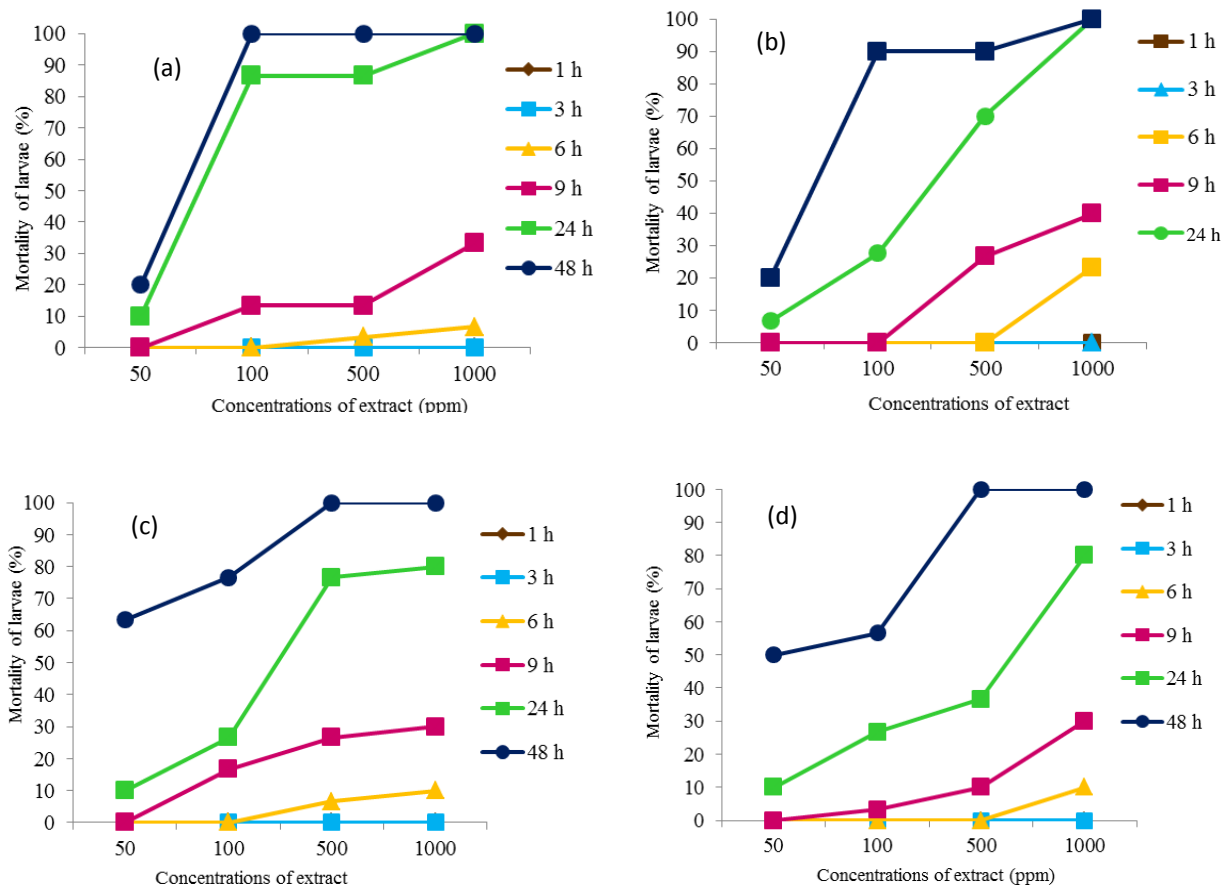 (a)
Mortality of larvae (%)
100
90
80
70
60
50
40
30
20
10
0
50 100 500 1000
Concentrations of extract (ppm)
1 h
3 h
6 h
9 h
24 h
48 h
(b)
Mortality of larvae (%)
100
90
80
70
60
50
40
30
20
10
0
50 100 500 1000
Concentrations of extract
1 h
3 h
6 h
9 h
24 h
(c)
Mortality of larvae (%)
100
90
80
70
60
50
40
30
20
10
0
50 100 500 1000
Concentrations of extract
1 h
3 h
6 h
9 h
24 h
48 h
(d)
Mortality of larvae (%)
100
90
80
70
60
50
40
30
20
10
0
50 100 500 1000
Concentrations of extract (ppm)
1 h
3 h
6 h
9 h
24 h
48 h